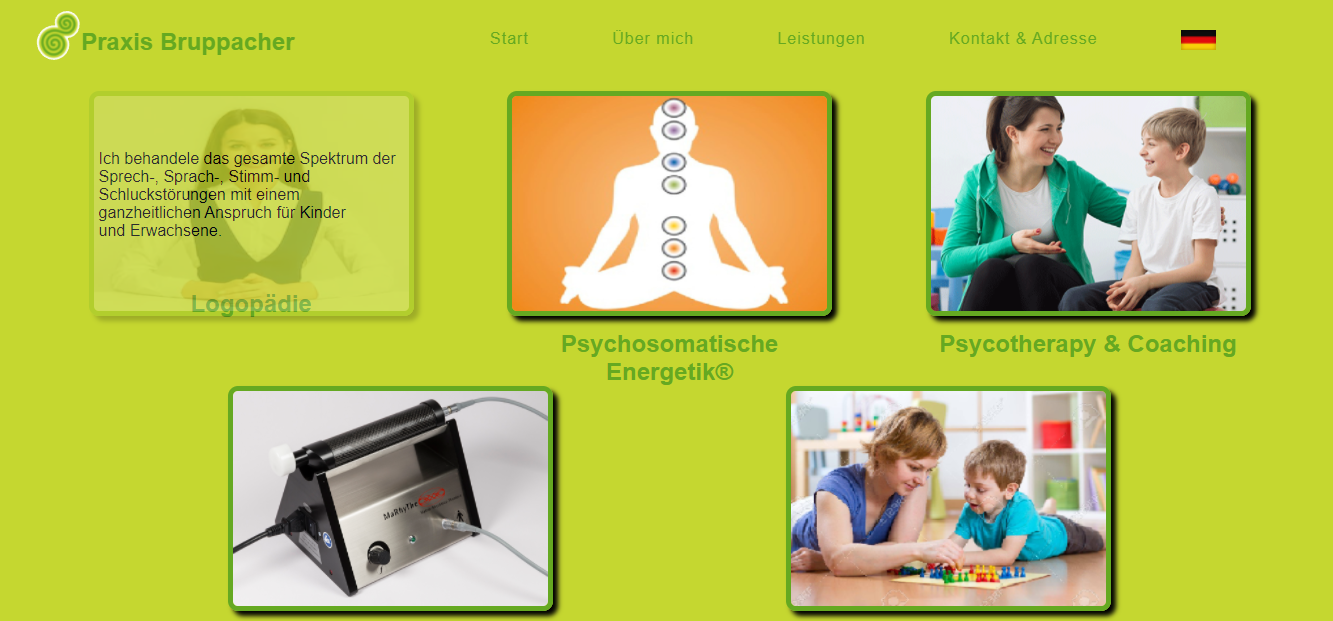 Praxis Bruppacher
Start
Über mich
Leistungen
Kontakt & Adresse
Ich behandele das gesamte Spektrum der
Sprech-, Sprach-, Stimm- und
Schluckstörungen mit einem
ganzheitlichen Anspruch für Kinder
und Erwachsene.
Logopädie
Psychosomatische
Energetik®
Psycotherapy & Coaching
MaRhyThe